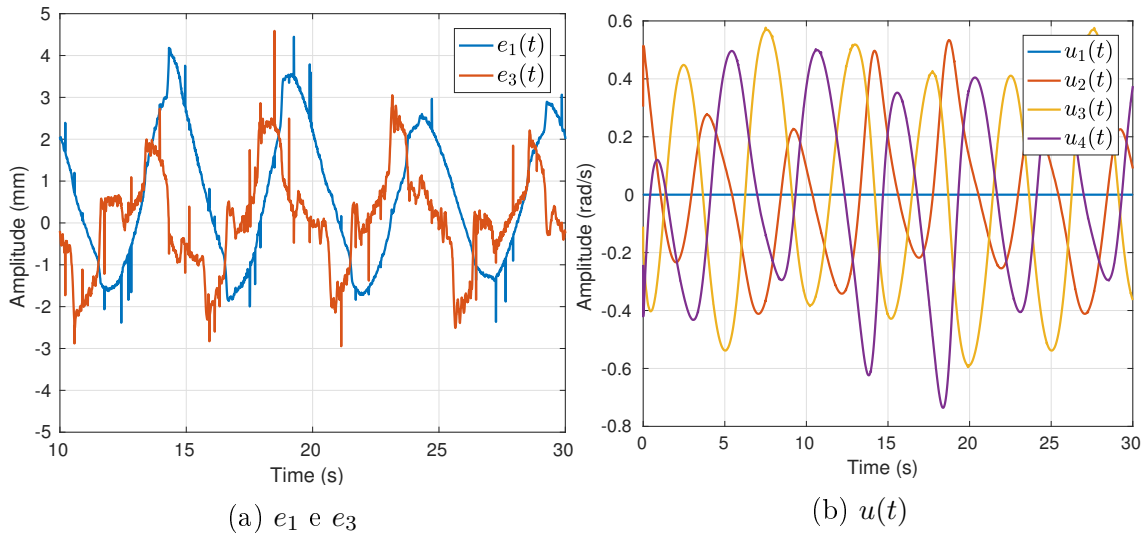 5
4
3
2
1
0
-1
-2
-3
-4
-5
10
15
20
25
30
Amplitude (mm)
Time (s)
e₁(t)
e₃(t)
(a) e₁ e e₃
0.6
0.4
0.2
0
-0.2
-0.4
-0.6
-0.8
0
5
10
15
20
25
30
Amplitude (rad/s)
Time (s)
u₁(t)
u₂(t)
u₃(t)
u₄(t)
(b) u(t)